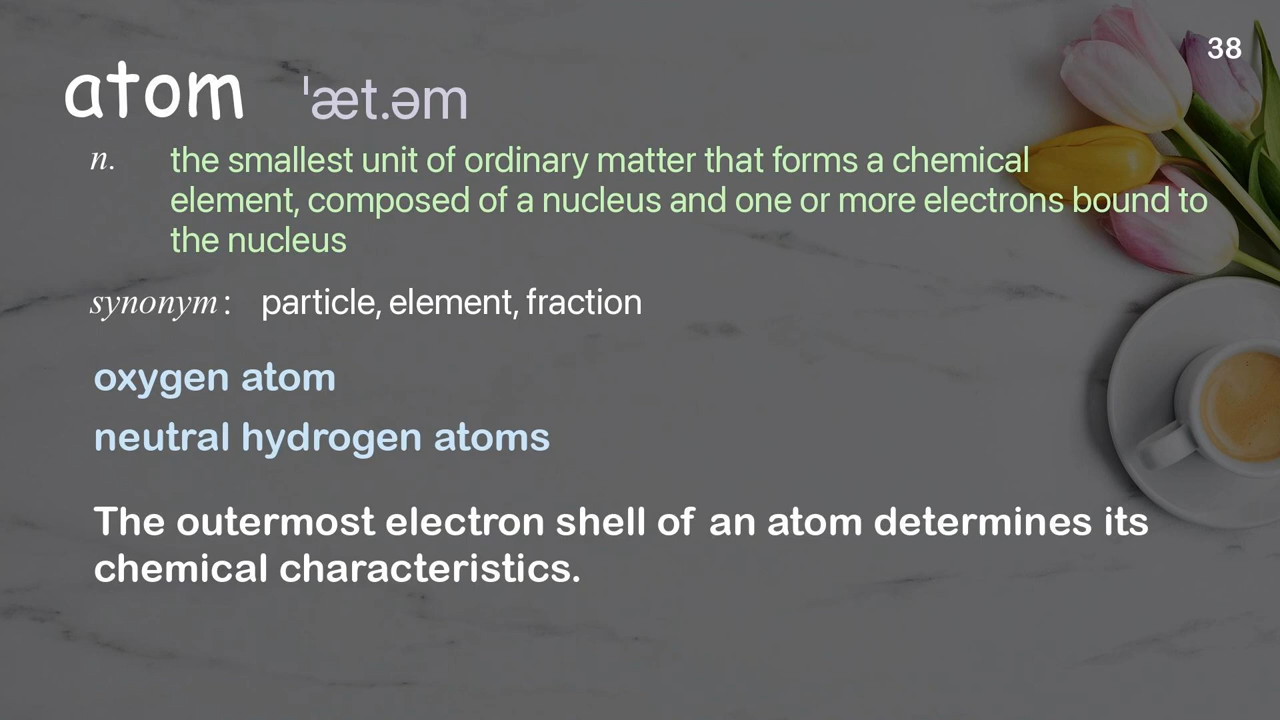 38
atom ˈæt.əm
n. the smallest unit of ordinary matter that forms a chemical
element, composed of a nucleus and one or more electrons bound to
the nucleus
synonym: particle, element, fraction
oxygen atom
neutral hydrogen atoms
The outermost electron shell of an atom determines its
chemical characteristics.